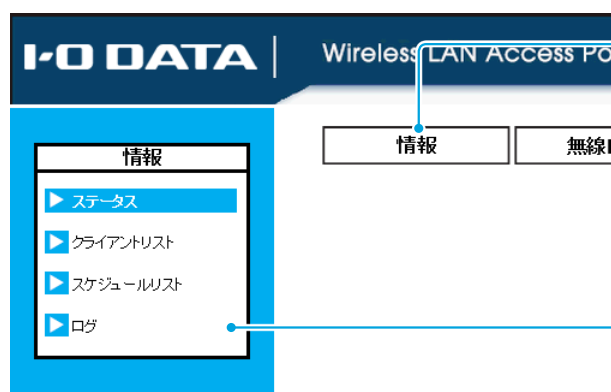 I-O DATA
Wireless LAN Access Po
情報
無線
情報
ステータス
クライアントリスト
スケジュールリスト
ログ